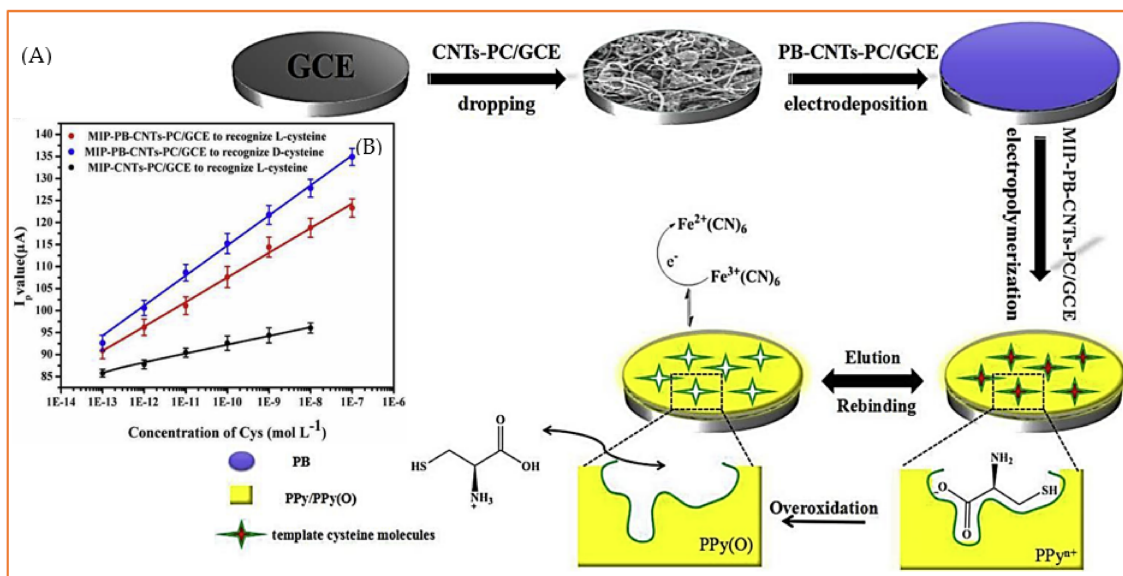 (A)
GCE
CNTs-PC/GCE
dropping
PB-CNTs-PC/GCE
electrodeposition
MIP-PB-CNTs-PC/GCE
electropolymerization
(B)
MIP-PB-CNTs-PC/GCE to recognize L-cysteine
MIP-PB-CNTs-PC/GCE to recognize D-cysteine
MIP-CNTs-PC/GCE to recognize L-cysteine
Ip value(μA)
140
135
130
125
120
115
110
105
100
95
90
85
1E-14 1E-13 1E-12 1E-11 1E-10 1E-9 1E-8 1E-7 1E-6
Concentration of Cys (mol L⁻¹)
Fe²⁺(CN)₆
e⁻
Fe³⁺(CN)₆
Elution
Rebinding
HS
O
OH
NH₃
+
PB
PPy/PPy(O)
template cysteine molecules
PPy(O)
Overoxidation
NH₂
⁻O
SH
O
PPyⁿ⁺